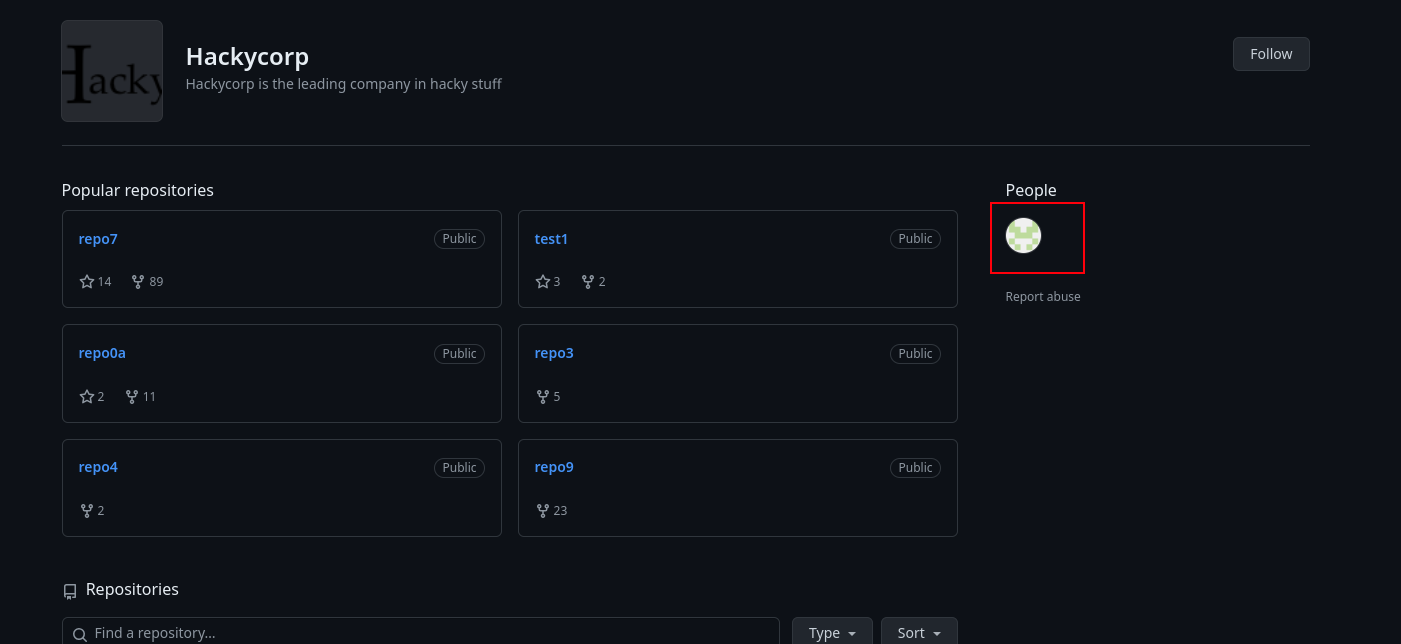 Hacky
Hackycorp
Hackycorp is the leading company in hacky stuff
Follow
Popular repositories
People
repo7
Public
14
89
test1
Public
3
2
Report abuse
repo0a
Public
2
11
repo3
Public
5
repo4
Public
2
repo9
Public
23
Repositories
Find a repository...
Type
Sort